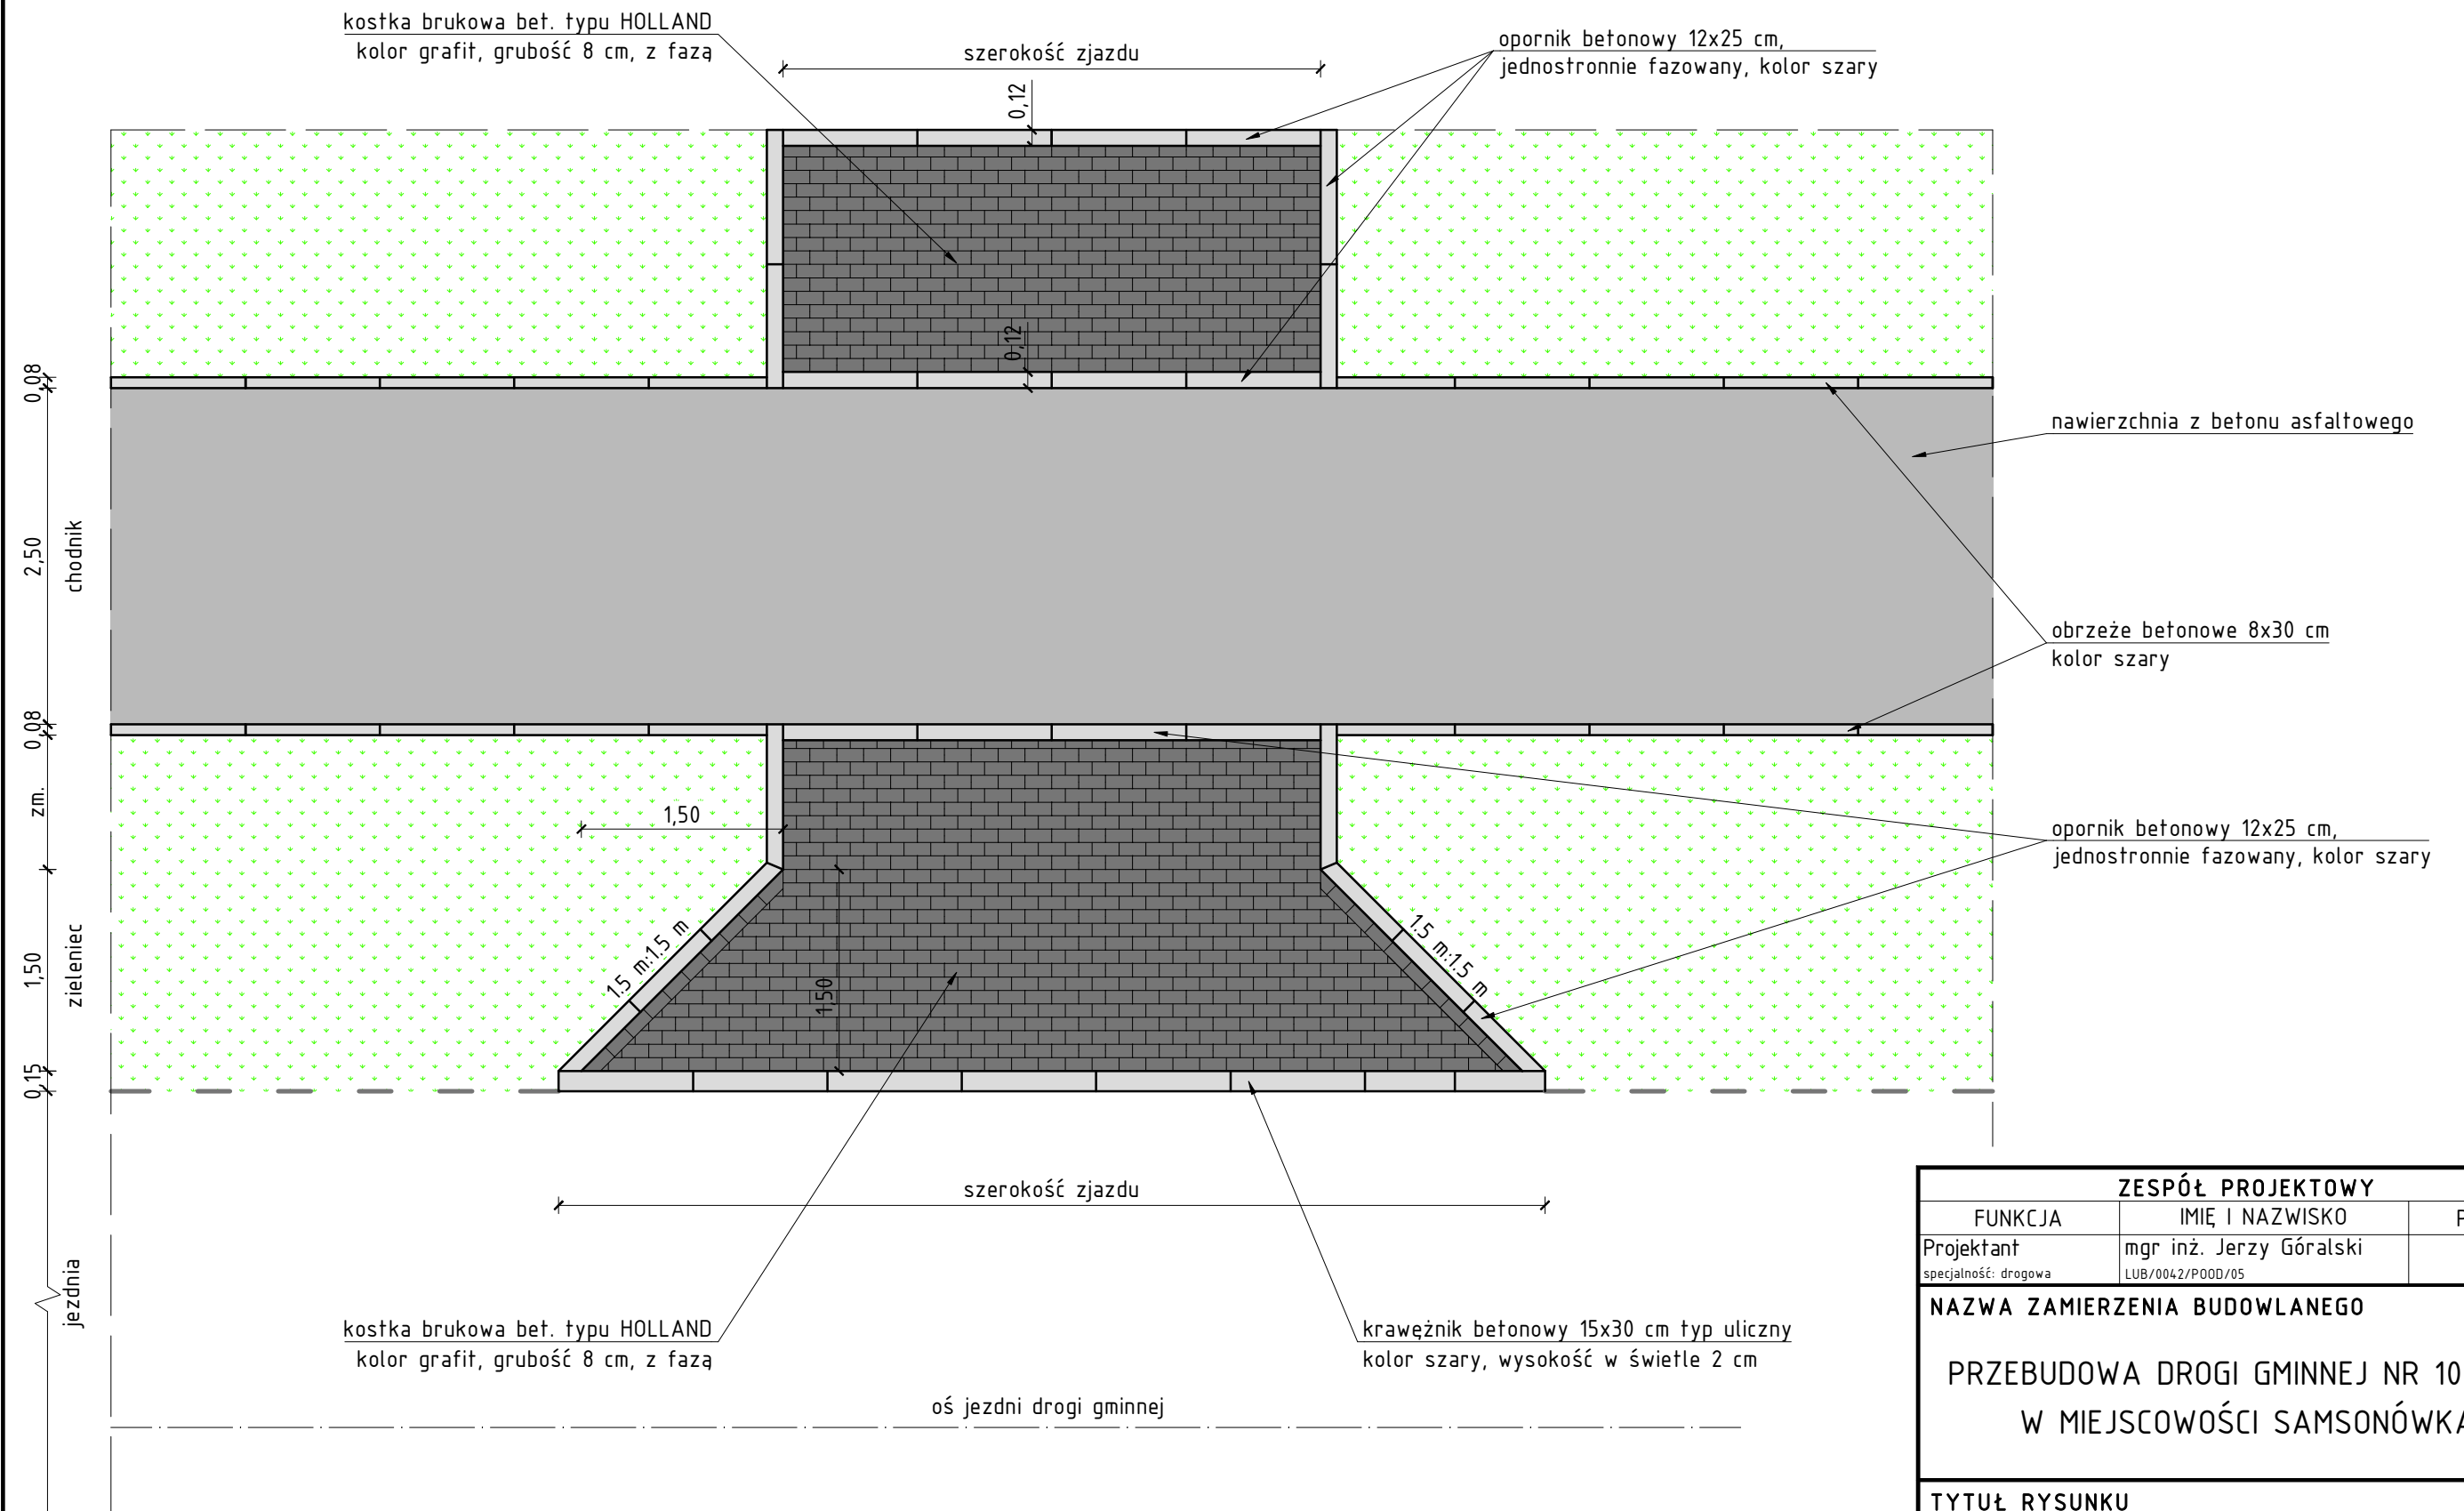 kostka brukowa bet. typu HOLLAND
kolor grafit, grubość 8 cm, z fazą
szerokość zjazdu
opornik betonowy 12x25 cm,
jednostronnie fazowany, kolor szary
0,12
0,12
0,08
nawierzchnia z betonu asfaltowego
2,50
chodnik
obrzeże betonowe 8x30 cm
kolor szary
0,08
zm.
1,50
opornik betonowy 12x25 cm,
jednostronnie fazowany, kolor szary
1.5 m:1.5 m
1.5 m:1.5 m
1,50
zieleniec
1,50
0,15
szerokość zjazdu
jezdnia
kostka brukowa bet. typu HOLLAND
kolor grafit, grubość 8 cm, z fazą
krawężnik betonowy 15x30 cm typ uliczny
kolor szary, wysokość w świetle 2 cm
oś jezdni drogi gminnej
ZESPÓŁ PROJEKTOWY
FUNKCJA IMIĘ I NAZWISKO
Projektant mgr inż. Jerzy Góralski
specjalność: drogowa LUB/0042/POOD/05
NAZWA ZAMIERZENIA BUDOWLANEGO
PRZEBUDOWA DROGI GMINNEJ NR 10
W MIEJSCOWOŚCI SAMSONÓWKA
TYTUŁ RYSUNKU